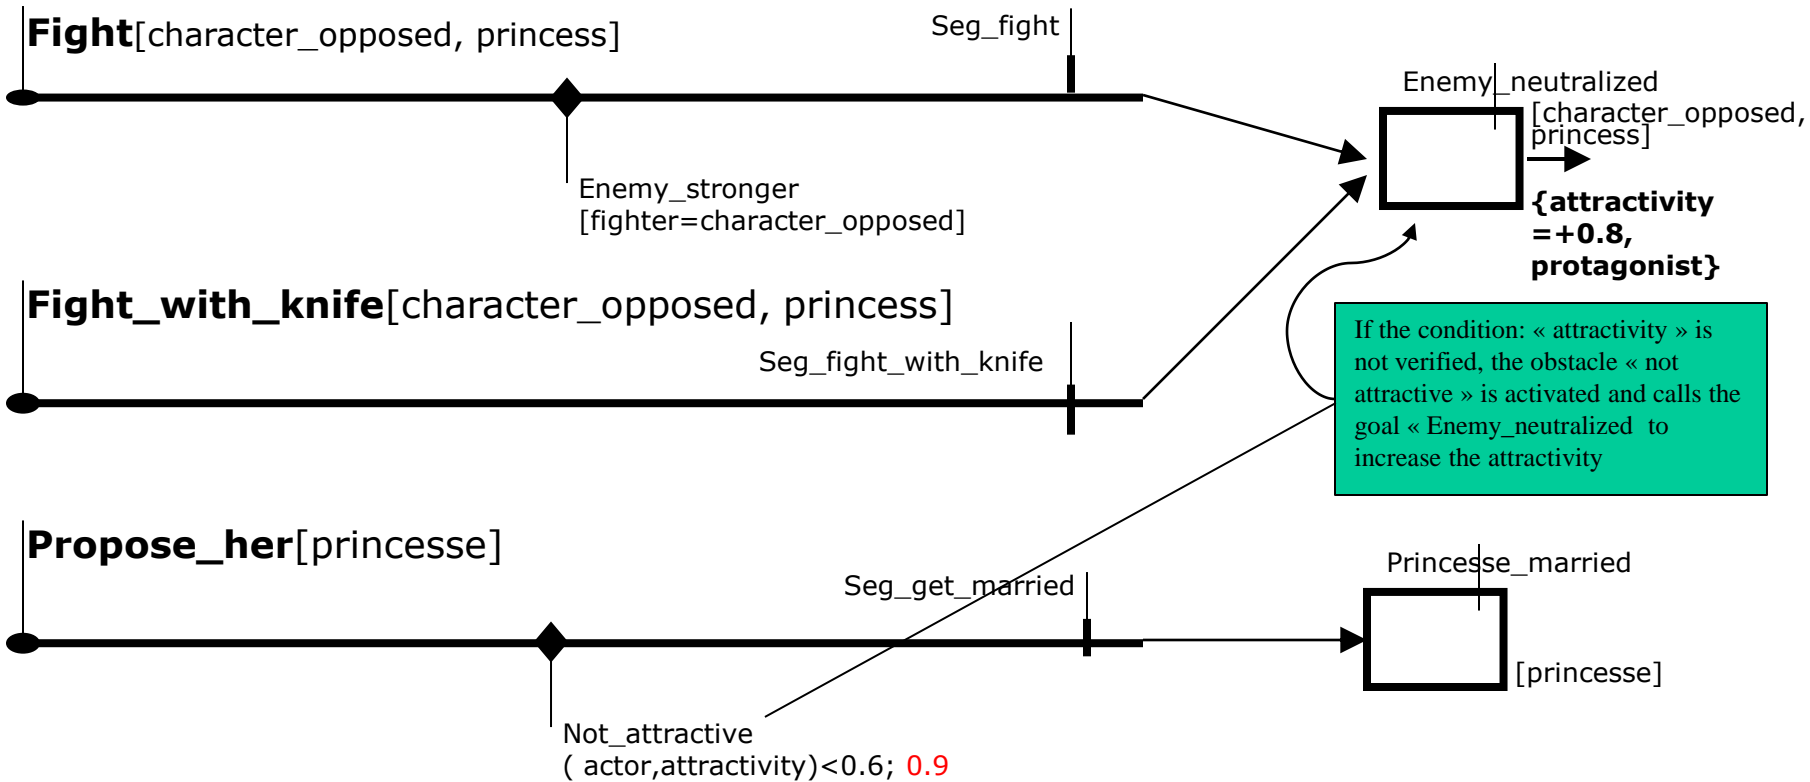 Fight[character_opposed, princess]
Seg_fight
Enemy_neutralized
[character_opposed,
princess]
Enemy_stronger
[fighter=character_opposed]
{attractivity
=+0.8,
protagonist}
Fight_with_knife[character_opposed, princess]
Seg_fight_with_knife
If the condition: « attractivity » is
not verified, the obstacle « not
attractive » is activated and calls the
goal « Enemy_neutralized to
increase the attractivity
Propose_her[princesse]
Seg_get_married
Princesse_married
[princesse]
Not_attractive
( actor,attractivity)<0.6; 0.9